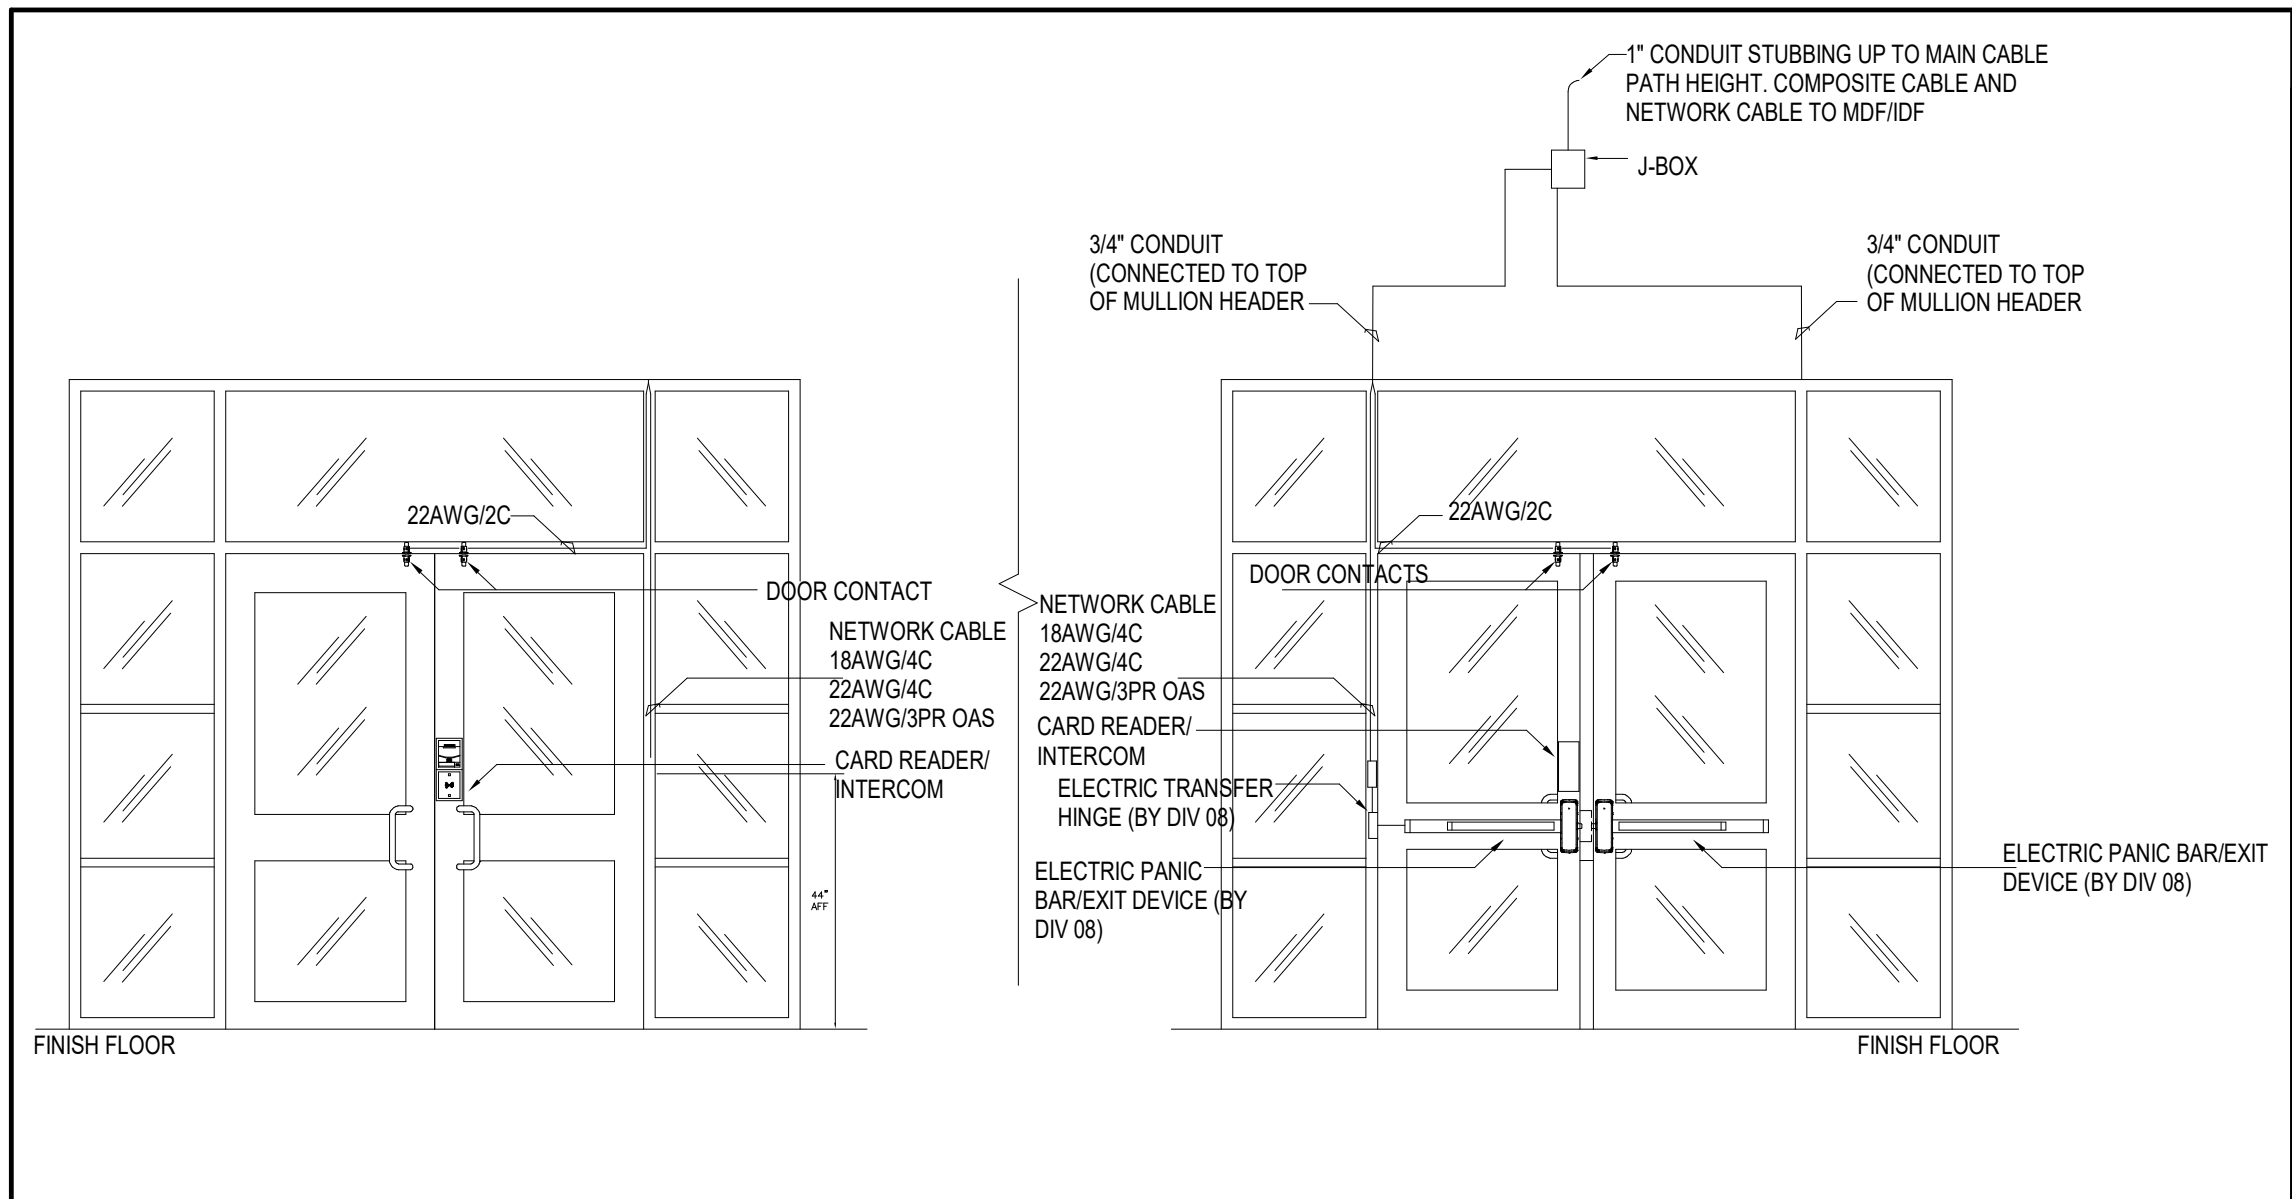 1" CONDUIT STUBBING UP TO MAIN CABLE
PATH HEIGHT. COMPOSITE CABLE AND
NETWORK CABLE TO MDF/IDF
J-BOX
3/4" CONDUIT
(CONNECTED TO TOP
OF MULLION HEADER
3/4" CONDUIT
(CONNECTED TO TOP
OF MULLION HEADER
22AWG/2C
DOOR CONTACT
NETWORK CABLE
18AWG/4C
22AWG/4C
22AWG/3PR OAS
CARD READER/
INTERCOM
44"
AFF
FINISH FLOOR
22AWG/2C
DOOR CONTACTS
NETWORK CABLE
18AWG/4C
22AWG/4C
22AWG/3PR OAS
CARD READER/
INTERCOM
ELECTRIC TRANSFER
HINGE (BY DIV 08)
ELECTRIC PANIC
BAR/EXIT DEVICE (BY
DIV 08)
ELECTRIC PANIC BAR/EXIT
DEVICE (BY DIV 08)
FINISH FLOOR